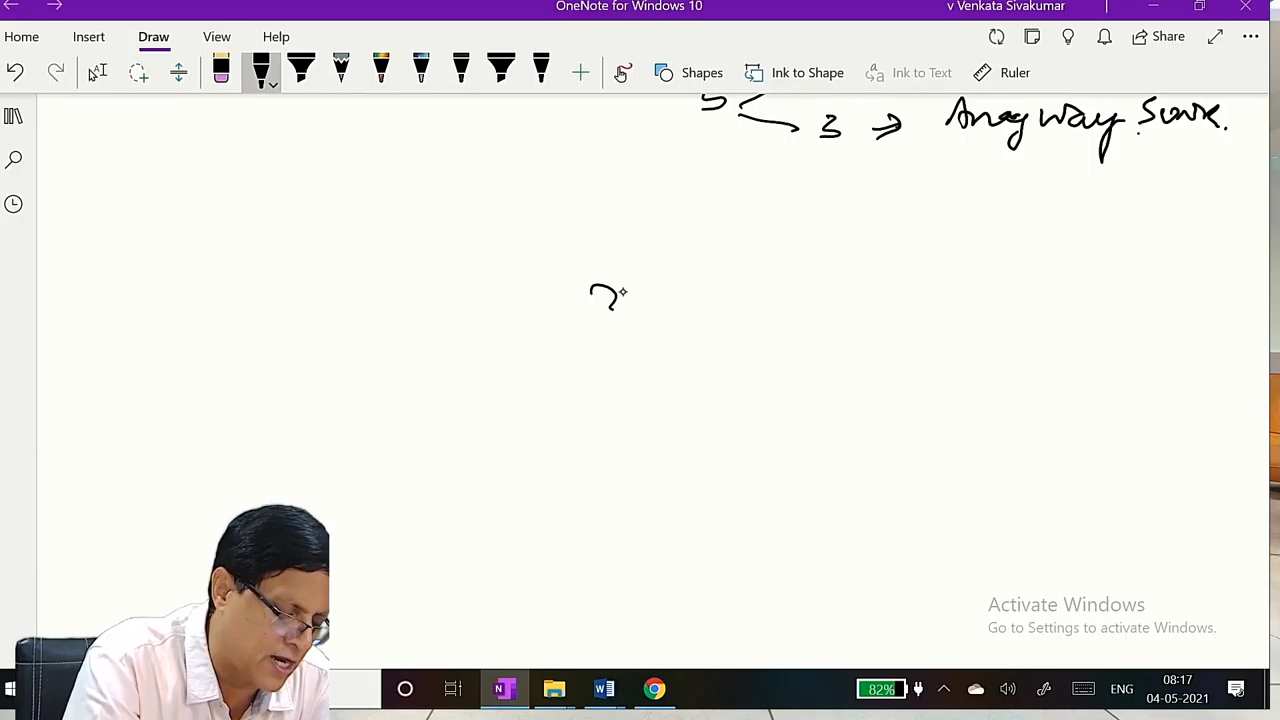 OneNote for Windows 10
v Venkata Sivakumar
Home Insert Draw View Help
Share
Shapes Ink to Shape Ink to Text Ruler
3 ⇒ Any way
Activate Windows
Go to Settings to activate Windows.
82%
ENG
08:17
04-05-2021